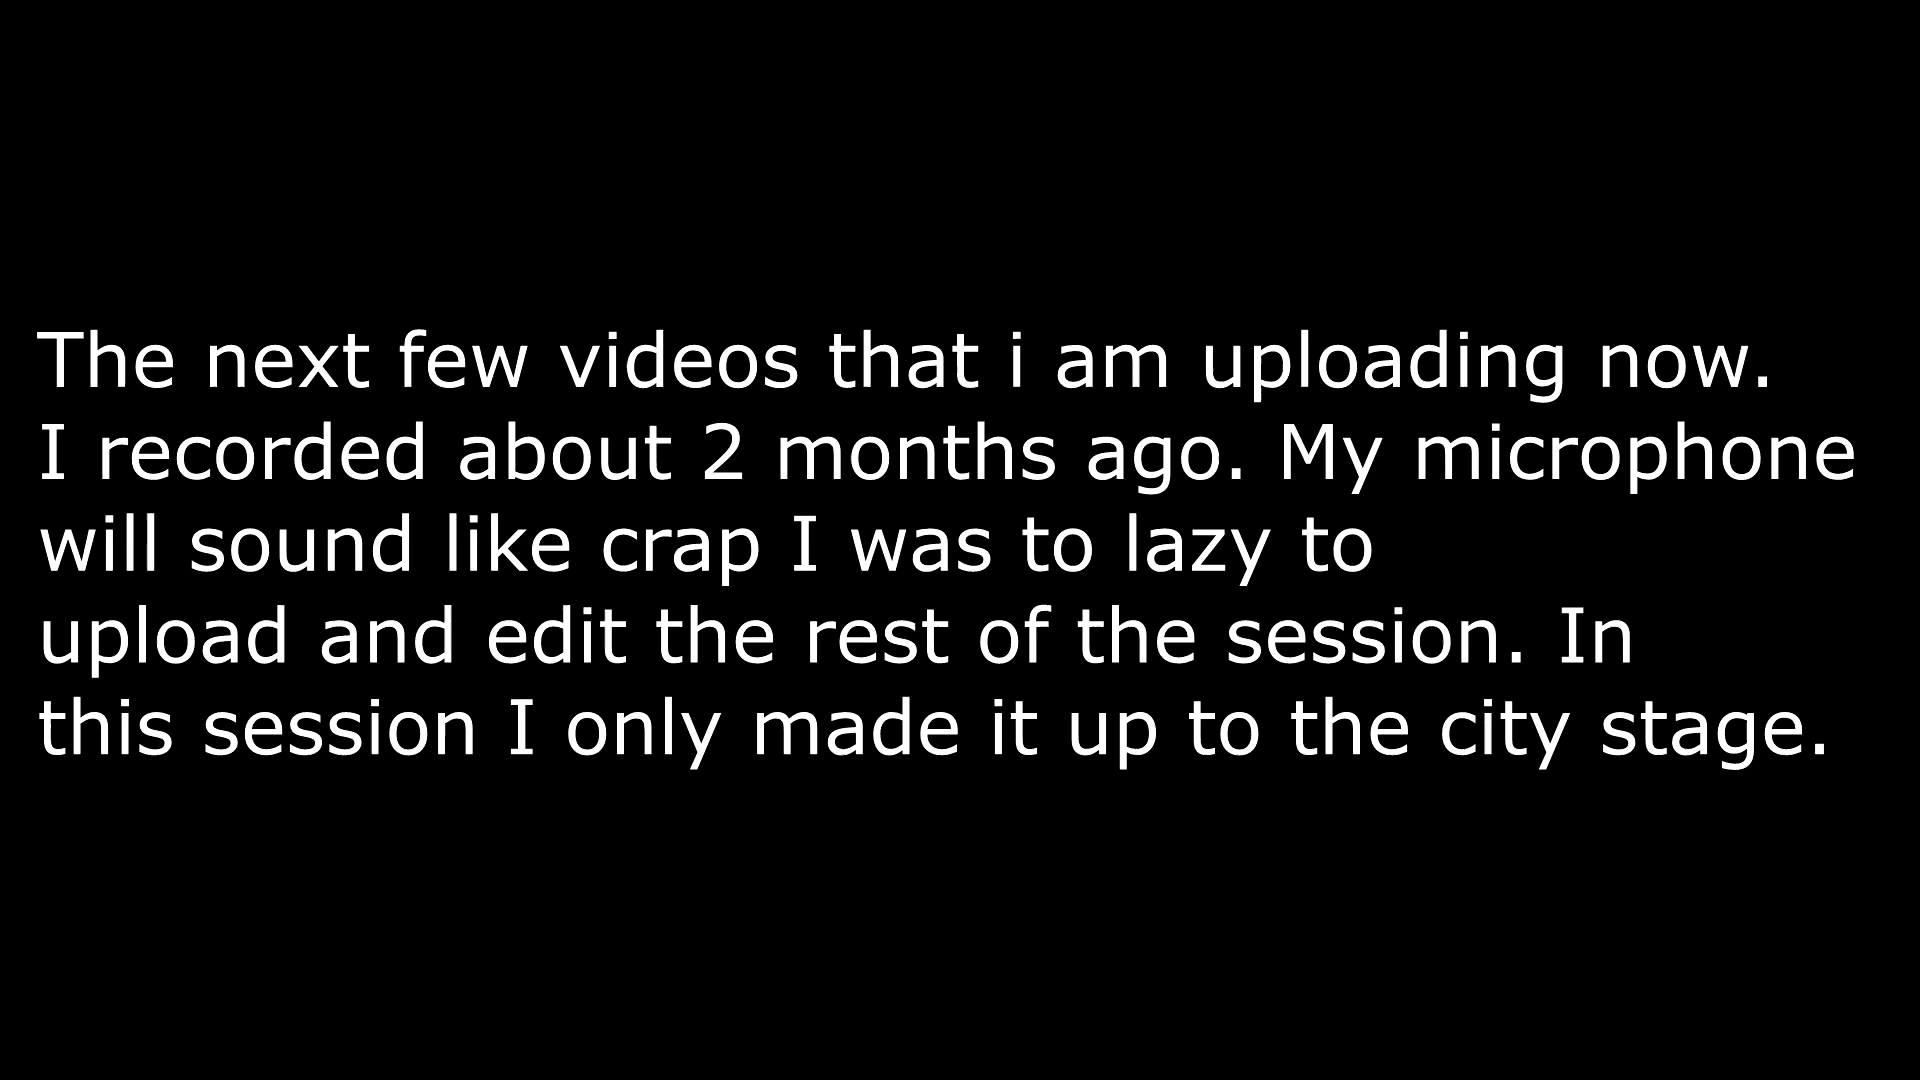 The next few videos that i am uploading now.
I recorded about 2 months ago. My microphone
will sound like crap I was to lazy to
upload and edit the rest of the session. In
this session I only made it up to the city stage.